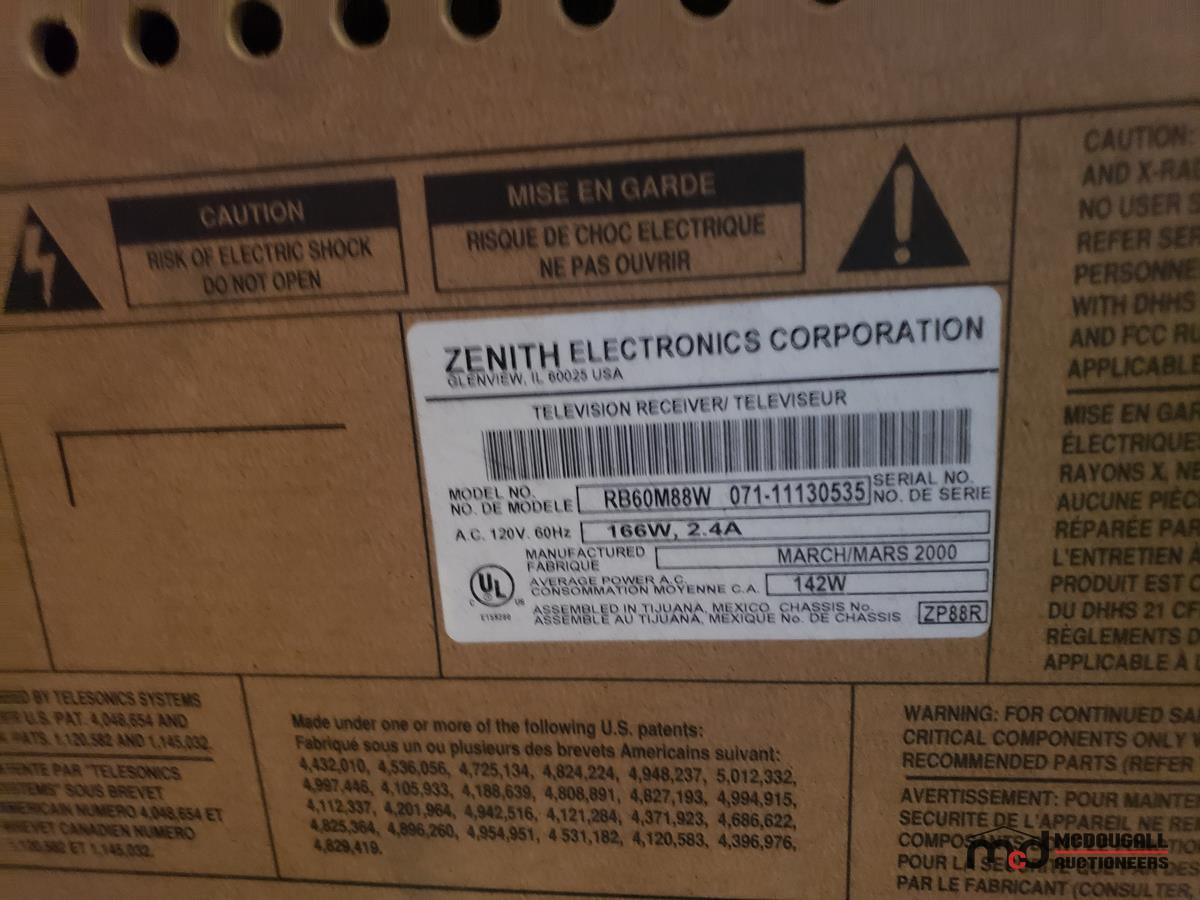 CAUTION
RISK OF ELECTRIC SHOCK
DO NOT OPEN
MISE EN GARDE
RISQUE DE CHOC ELECTRIQUE
NE PAS OUVRIR
CAUTION:
AND X-RA
NO USER S
REFER SER
PERSONNE
WITH DHHS
AND FCC RU
APPLICABLE
MISE EN GAR
ÉLECTRIQUE
RAYONS X, NE
AUCUNE PIÈC
RÉPARÉE PAR
L'ENTRETIEN À
PRODUIT EST C
DU DHHS 21 CF
RÈGLEMENTS D
APPLICABLE À
ZENITH ELECTRONICS CORPORATION
GLENVIEW, IL 60025 USA
TELEVISION RECEIVER/ TELEVISEUR
MODEL NO.
NO. DE MODELE
RB60M88W 071-11130535
SERIAL NO.
NO. DE SERIE
A.C. 120V. 60Hz 166W, 2.4A
MANUFACTURED
FABRIQUE
MARCH/MARS 2000
UL
C US
AVERAGE POWER A.C.
CONSOMMATION MOYENNE C.A.
142W
ASSEMBLED IN TIJUANA, MEXICO. CHASSIS No.
ASSEMBLE AU TIJUANA, MEXIQUE No. DE CHASSIS
ZP88R
BY TELESONICS SYSTEMS
U.S. PAT. 4,048,654 AND
PATS. 1,120,582 AND 1,145,032.
PAR "TELESONICS
SYSTEMS" SOUS BREVET
AMERICAIN NUMERO 4,048,654 ET
BREVET CANADIEN NUMERO
1,120,582 ET 1,145,032.
Made under one or more of the following U.S. patents:
Fabriqué sous un ou plusieurs des brevets Americains suivant:
4,432,010, 4,536,056, 4,725,134, 4,824,224, 4,948,237, 5,012,332,
4,997,446, 4,105,933, 4,188,639, 4,808,891, 4,827,193, 4,994,915,
4,112,337, 4,201,964, 4,942,516, 4,121,284, 4,371,923, 4,686,622,
4,825,364, 4,896,260, 4,954,951, 4 531,182, 4,120,583, 4,396,976,
4,829,419.
WARNING: FOR CONTINUED SA
CRITICAL COMPONENTS ONLY W
RECOMMENDED PARTS (REFER
AVERTISSEMENT: POUR MAINTE
SECURITE DE L'APPAREIL NE RE
COMPOS
POUR LA SÉCURITÉ QUE PAR DES
PAR LE FABRICANT (CONSULTER,
mcd MCDOUGALL
AUCTIONEERS